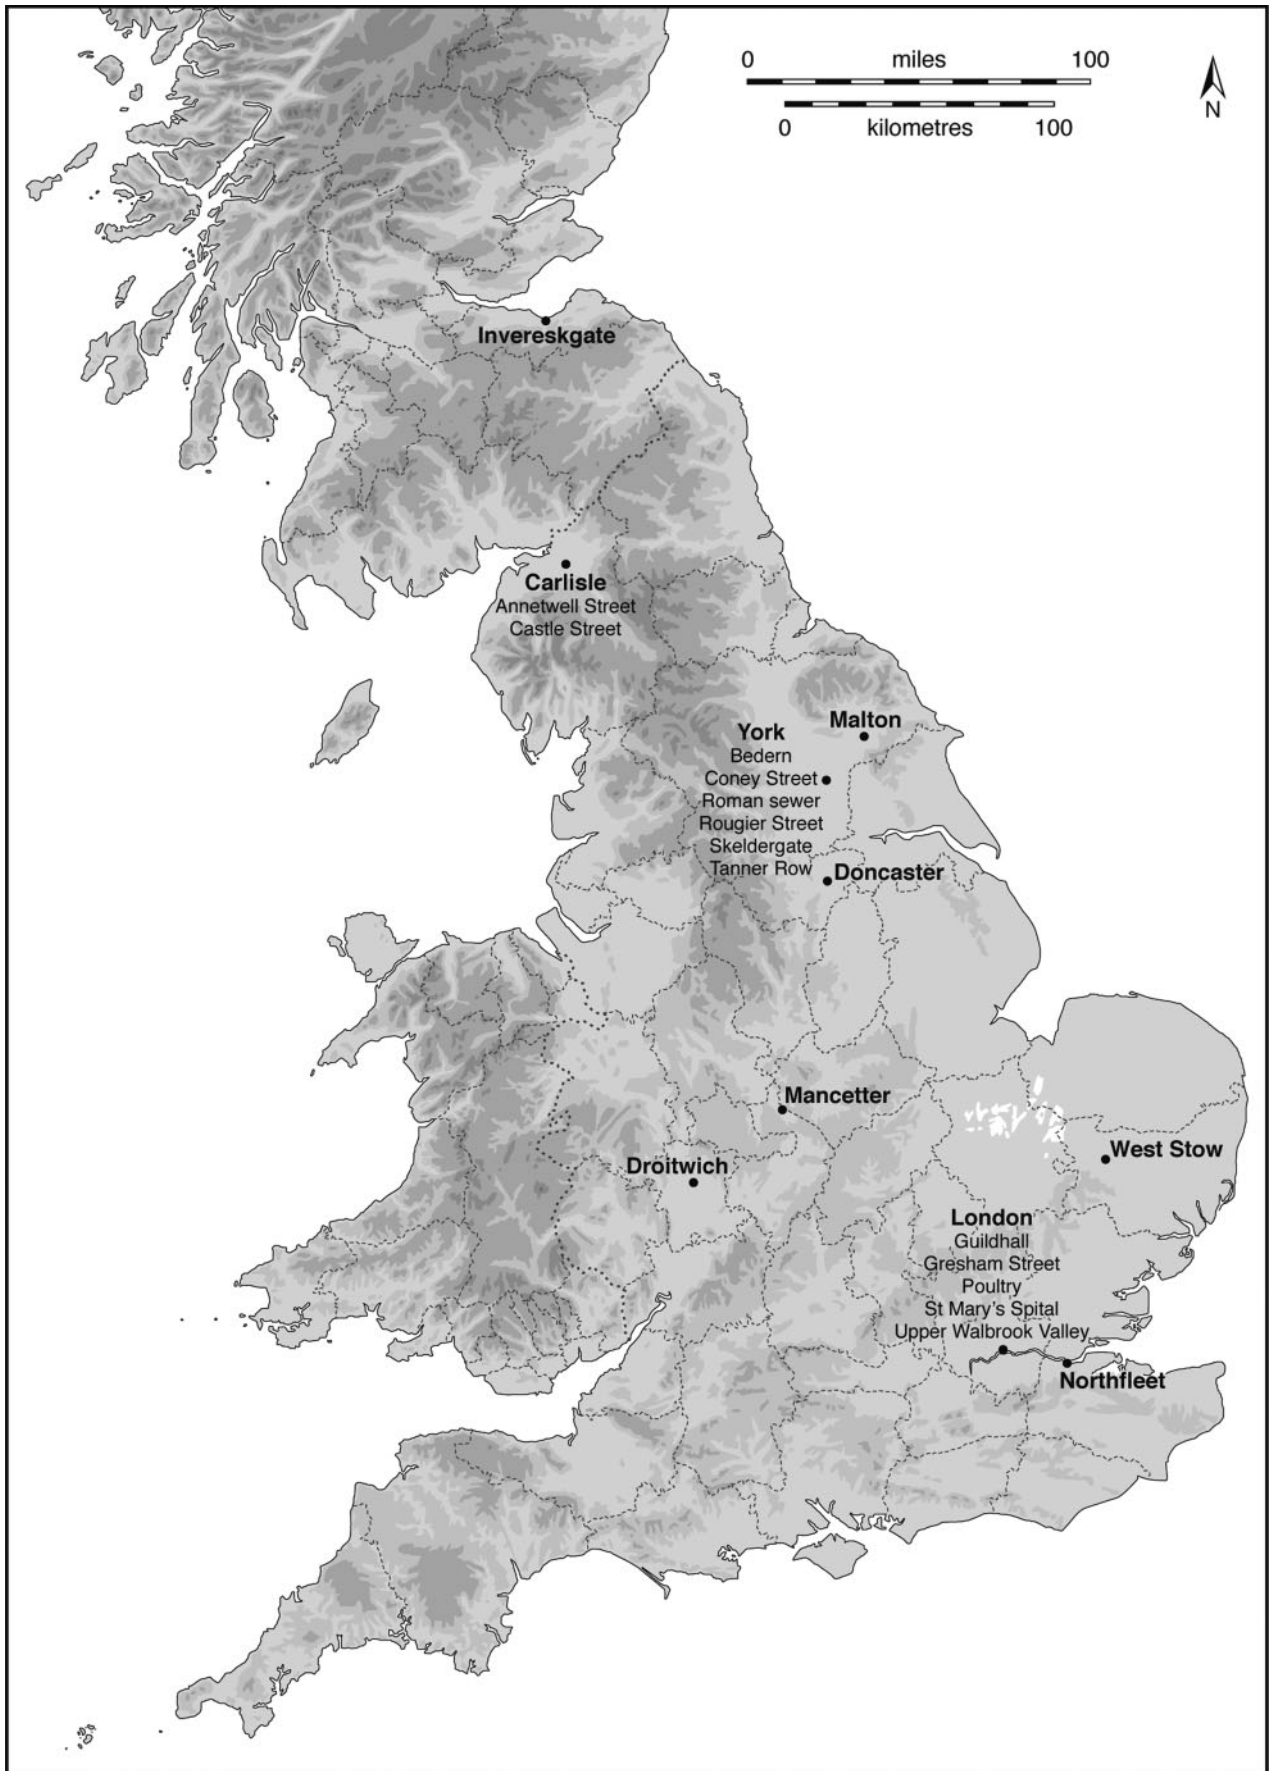 0 miles 100
0 kilometres 100
N
Invereskgate
Carlisle
Annetwell Street
Castle Street
Malton
York
Bedern
Coney Street
Roman sewer
Rougier Street
Skeldergate
Tanner Row
Doncaster
Mancetter
West Stow
Droitwich
London
Guildhall
Gresham Street
Poultry
St Mary's Spital
Upper Walbrook Valley
Northfleet